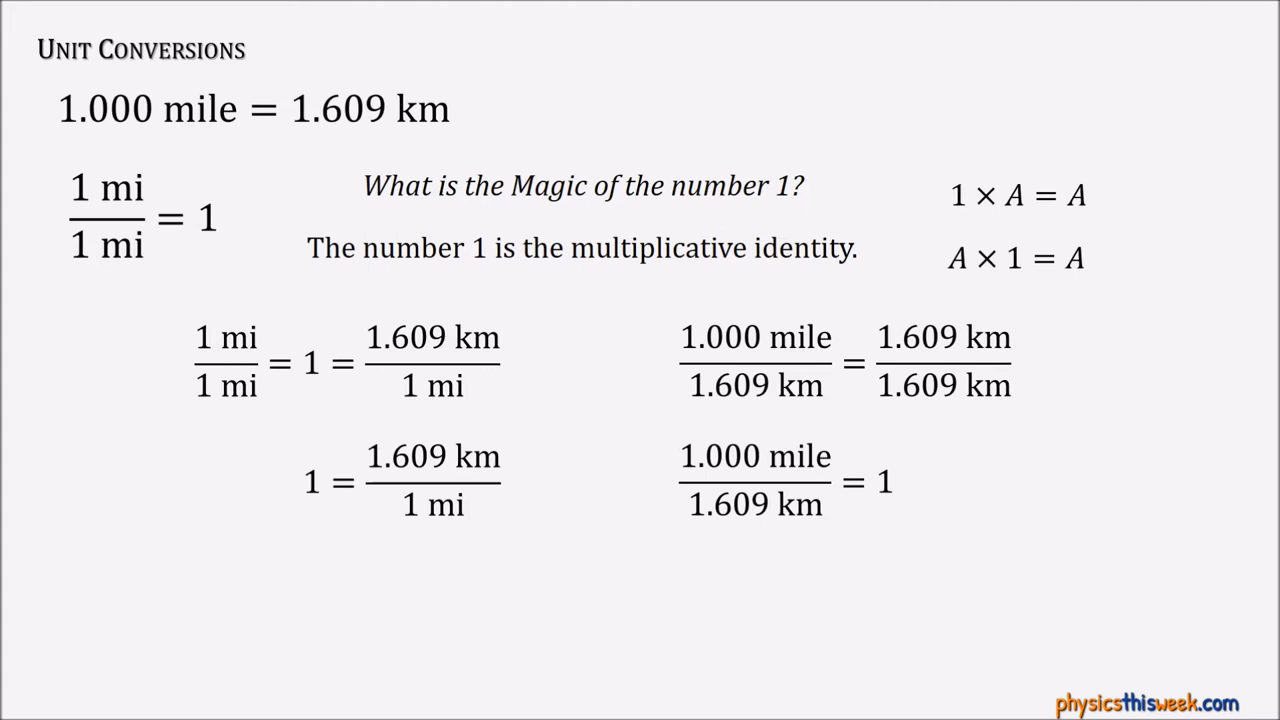 UNIT CONVERSIONS
1.000 mile = 1.609 km
1 mi
1 mi
= 1
What is the Magic of the number 1?
The number 1 is the multiplicative identity.
1 × A = A
A × 1 = A
1 mi
1 mi
= 1 =
1.609 km
1 mi
1.000 mile
1.609 km
=
1.609 km
1.609 km
1 =
1.609 km
1 mi
1.000 mile
1.609 km
= 1
physicsthisweek.com